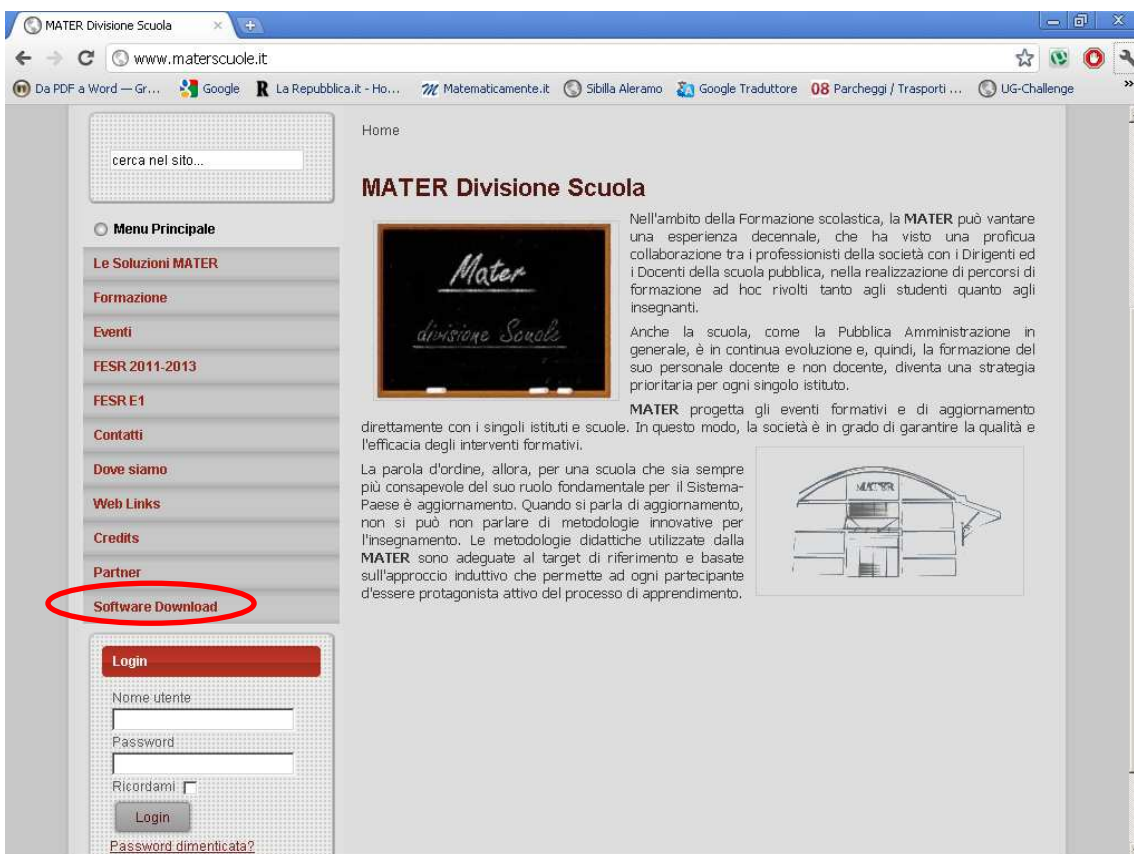 MATER Divisione Scuola
www.materscuole.it
Da PDF a Word — Gr...
Google
La Repubblica.it - Ho...
Matematicamente.it
Sibilla Aleramo
Google Traduttore
08 Parcheggi / Trasporti ...
UG-Challenge
»
cerca nel sito...
Menu Principale
Le Soluzioni MATER
Formazione
Eventi
FESR 2011-2013
FESR E1
Contatti
Dove siamo
Web Links
Credits
Partner
Software Download
Login
Nome utente
Password
Ricordami
Login
Password dimenticata?
Home
MATER Divisione Scuola
Mater
divisione Scuole
Nell'ambito della Formazione scolastica, la MATER può vantare
una esperienza decennale, che ha visto una proficua
collaborazione tra i professionisti della società con i Dirigenti ed
i Docenti della scuola pubblica, nella realizzazione di percorsi di
formazione ad hoc rivolti tanto agli studenti quanto agli
insegnanti.
Anche la scuola, come la Pubblica Amministrazione in
generale, è in continua evoluzione e, quindi, la formazione del
suo personale docente e non docente, diventa una strategia
prioritaria per ogni singolo istituto.
MATER progetta gli eventi formativi e di aggiornamento
direttamente con i singoli istituti e scuole. In questo modo, la società è in grado di garantire la qualità e
l'efficacia degli interventi formativi.
La parola d'ordine, allora, per una scuola che sia sempre
più consapevole del suo ruolo fondamentale per il Sistema-
Paese è aggiornamento. Quando si parla di aggiornamento,
non si può non parlare di metodologie innovative per
l'insegnamento. Le metodologie didattiche utilizzate dalla
MATER sono adeguate al target di riferimento e basate
sull'approccio induttivo che permette ad ogni partecipante
d'essere protagonista attivo del processo di apprendimento.
MATER